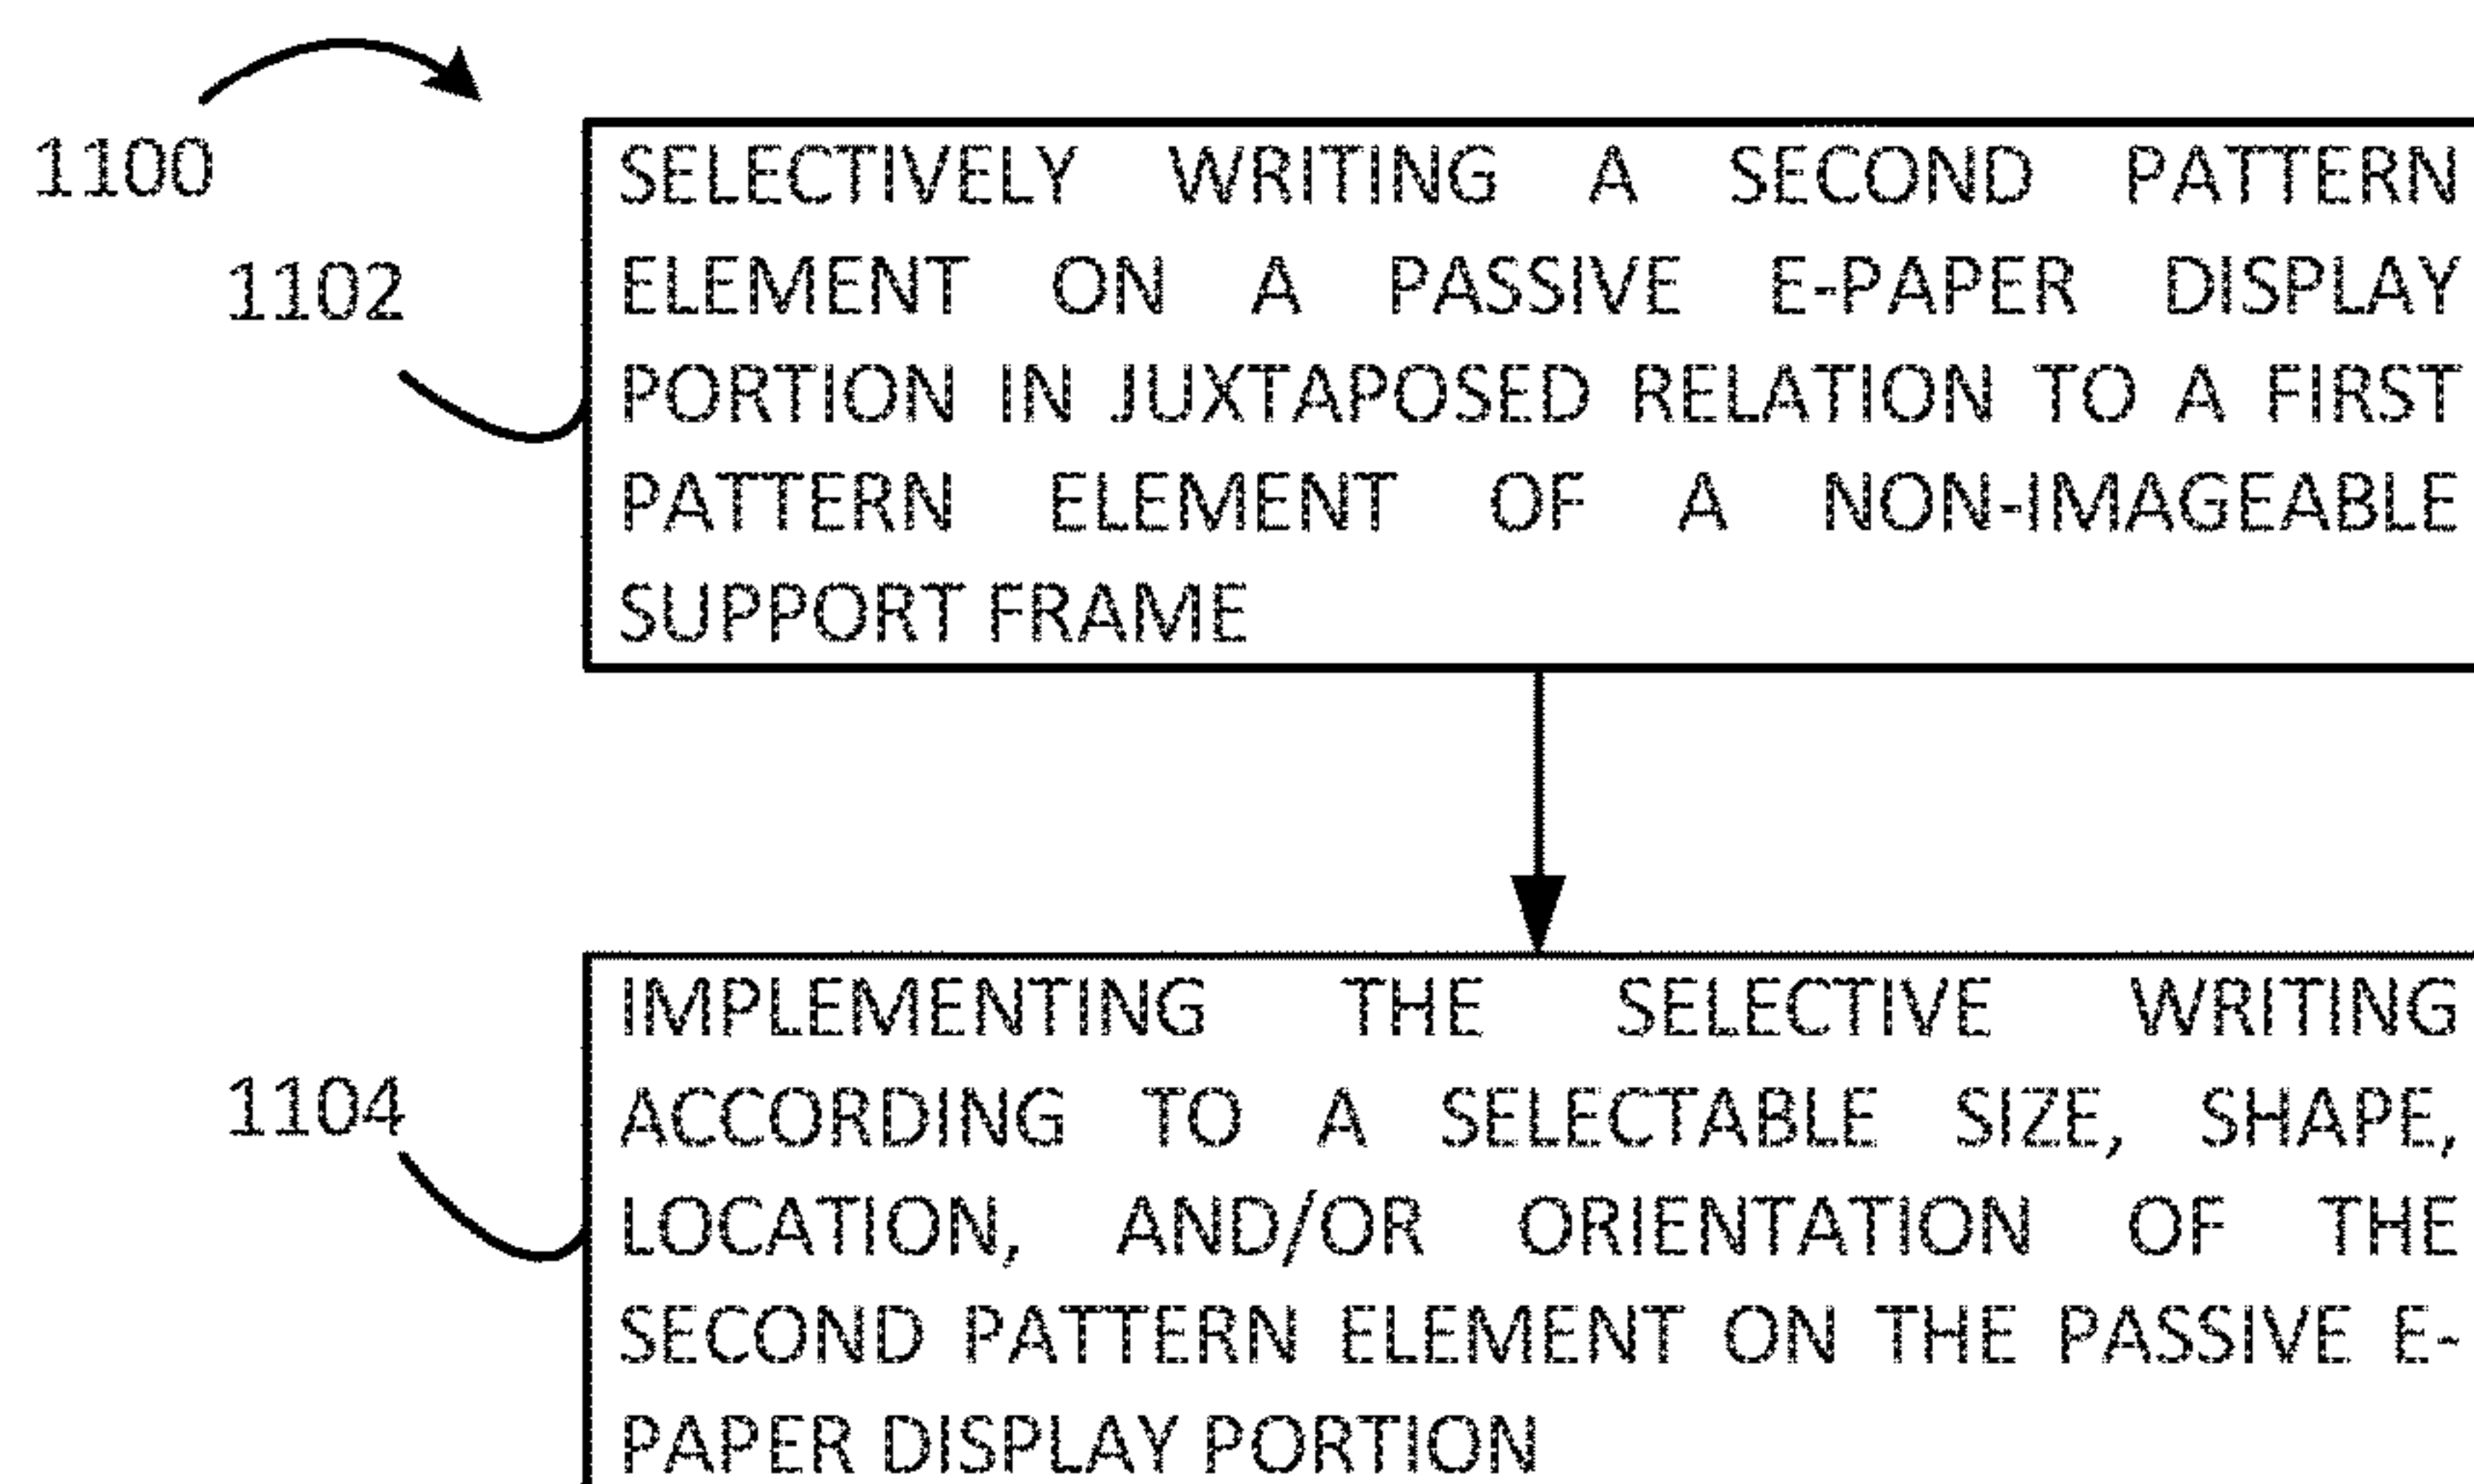 1100
SELECTIVELY WRITING A SECOND PATTERN
1102
ELEMENT ON A PASSIVE E-PAPER DISPLAY
PORTION IN JUXTAPOSED RELATION TO A FIRST
PATTERN ELEMENT OF A NON-IMAGEABLE
SUPPORT FRAME
IMPLEMENTING THE SELECTIVE WRITING
1104
ACCORDING TO A SELECTABLE SIZE, SHAPE,
LOCATION, AND/OR ORIENTATION OF THE
SECOND PATTERN ELEMENT ON THE PASSIVE E-
PAPER DISPLAY PORTION